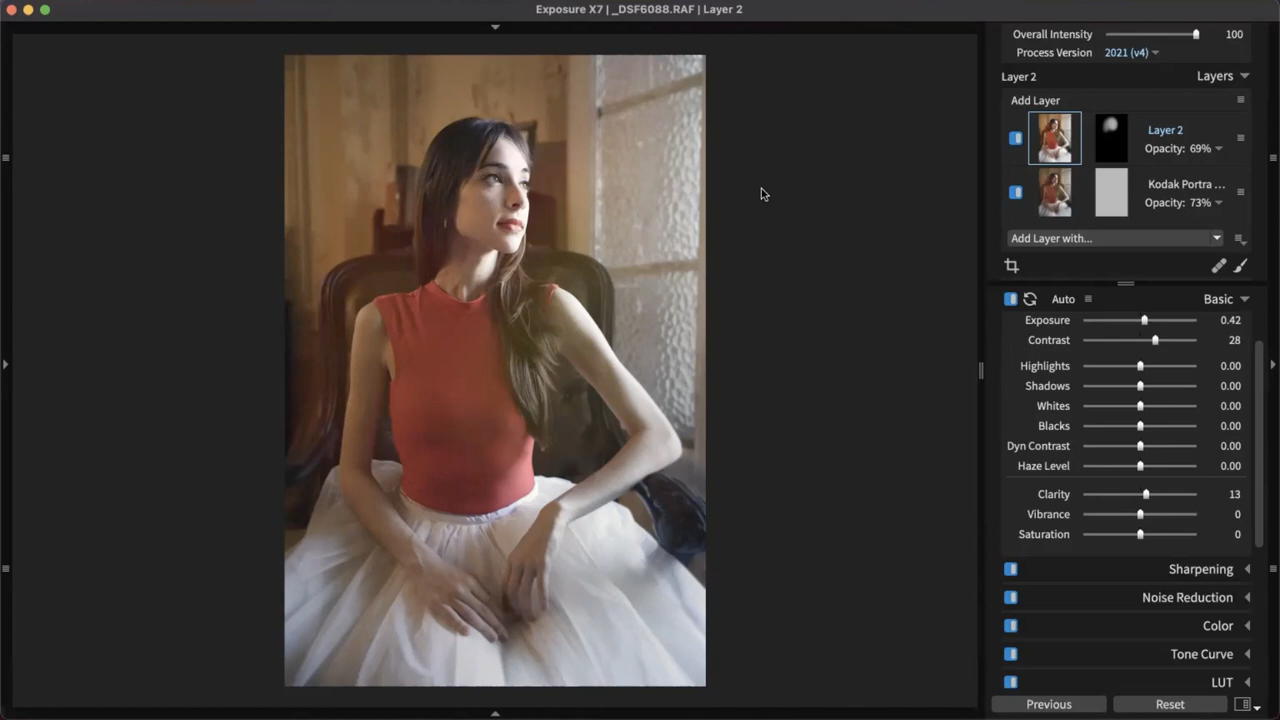 Exposure X7 | _DSF6088.RAF | Layer 2
Overall Intensity 100
Process Version 2021 (v4)
Layer 2 Layers
Add Layer
Layer 2
Opacity: 69%
Kodak Portra ...
Opacity: 73%
Add Layer with...
Auto Basic
Exposure 0.42
Contrast 28
Highlights 0.00
Shadows 0.00
Whites 0.00
Blacks 0.00
Dyn Contrast 0.00
Haze Level 0.00
Clarity 13
Vibrance 0
Saturation 0
Sharpening
Noise Reduction
Color
Tone Curve
LUT
Previous Reset